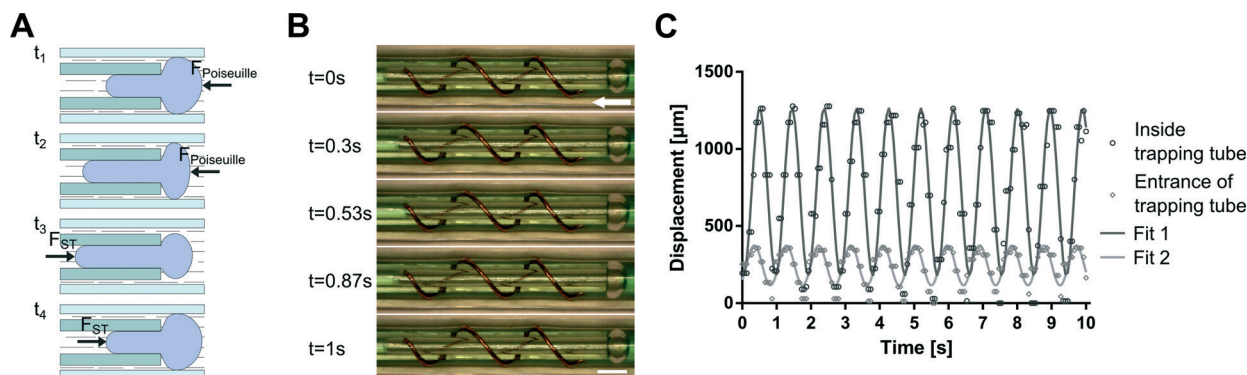 A
t1
FPoiseuille
t2
FPoiseuille
t3
FST
t4
FST
B
t=0s
t=0.3s
t=0.53s
t=0.87s
t=1s
C
Displacement [µm]
1500
1000
500
0
0 1 2 3 4 5 6 7 8 9 10
Time [s]
Inside
trapping tube
Entrance of
trapping tube
Fit 1
Fit 2